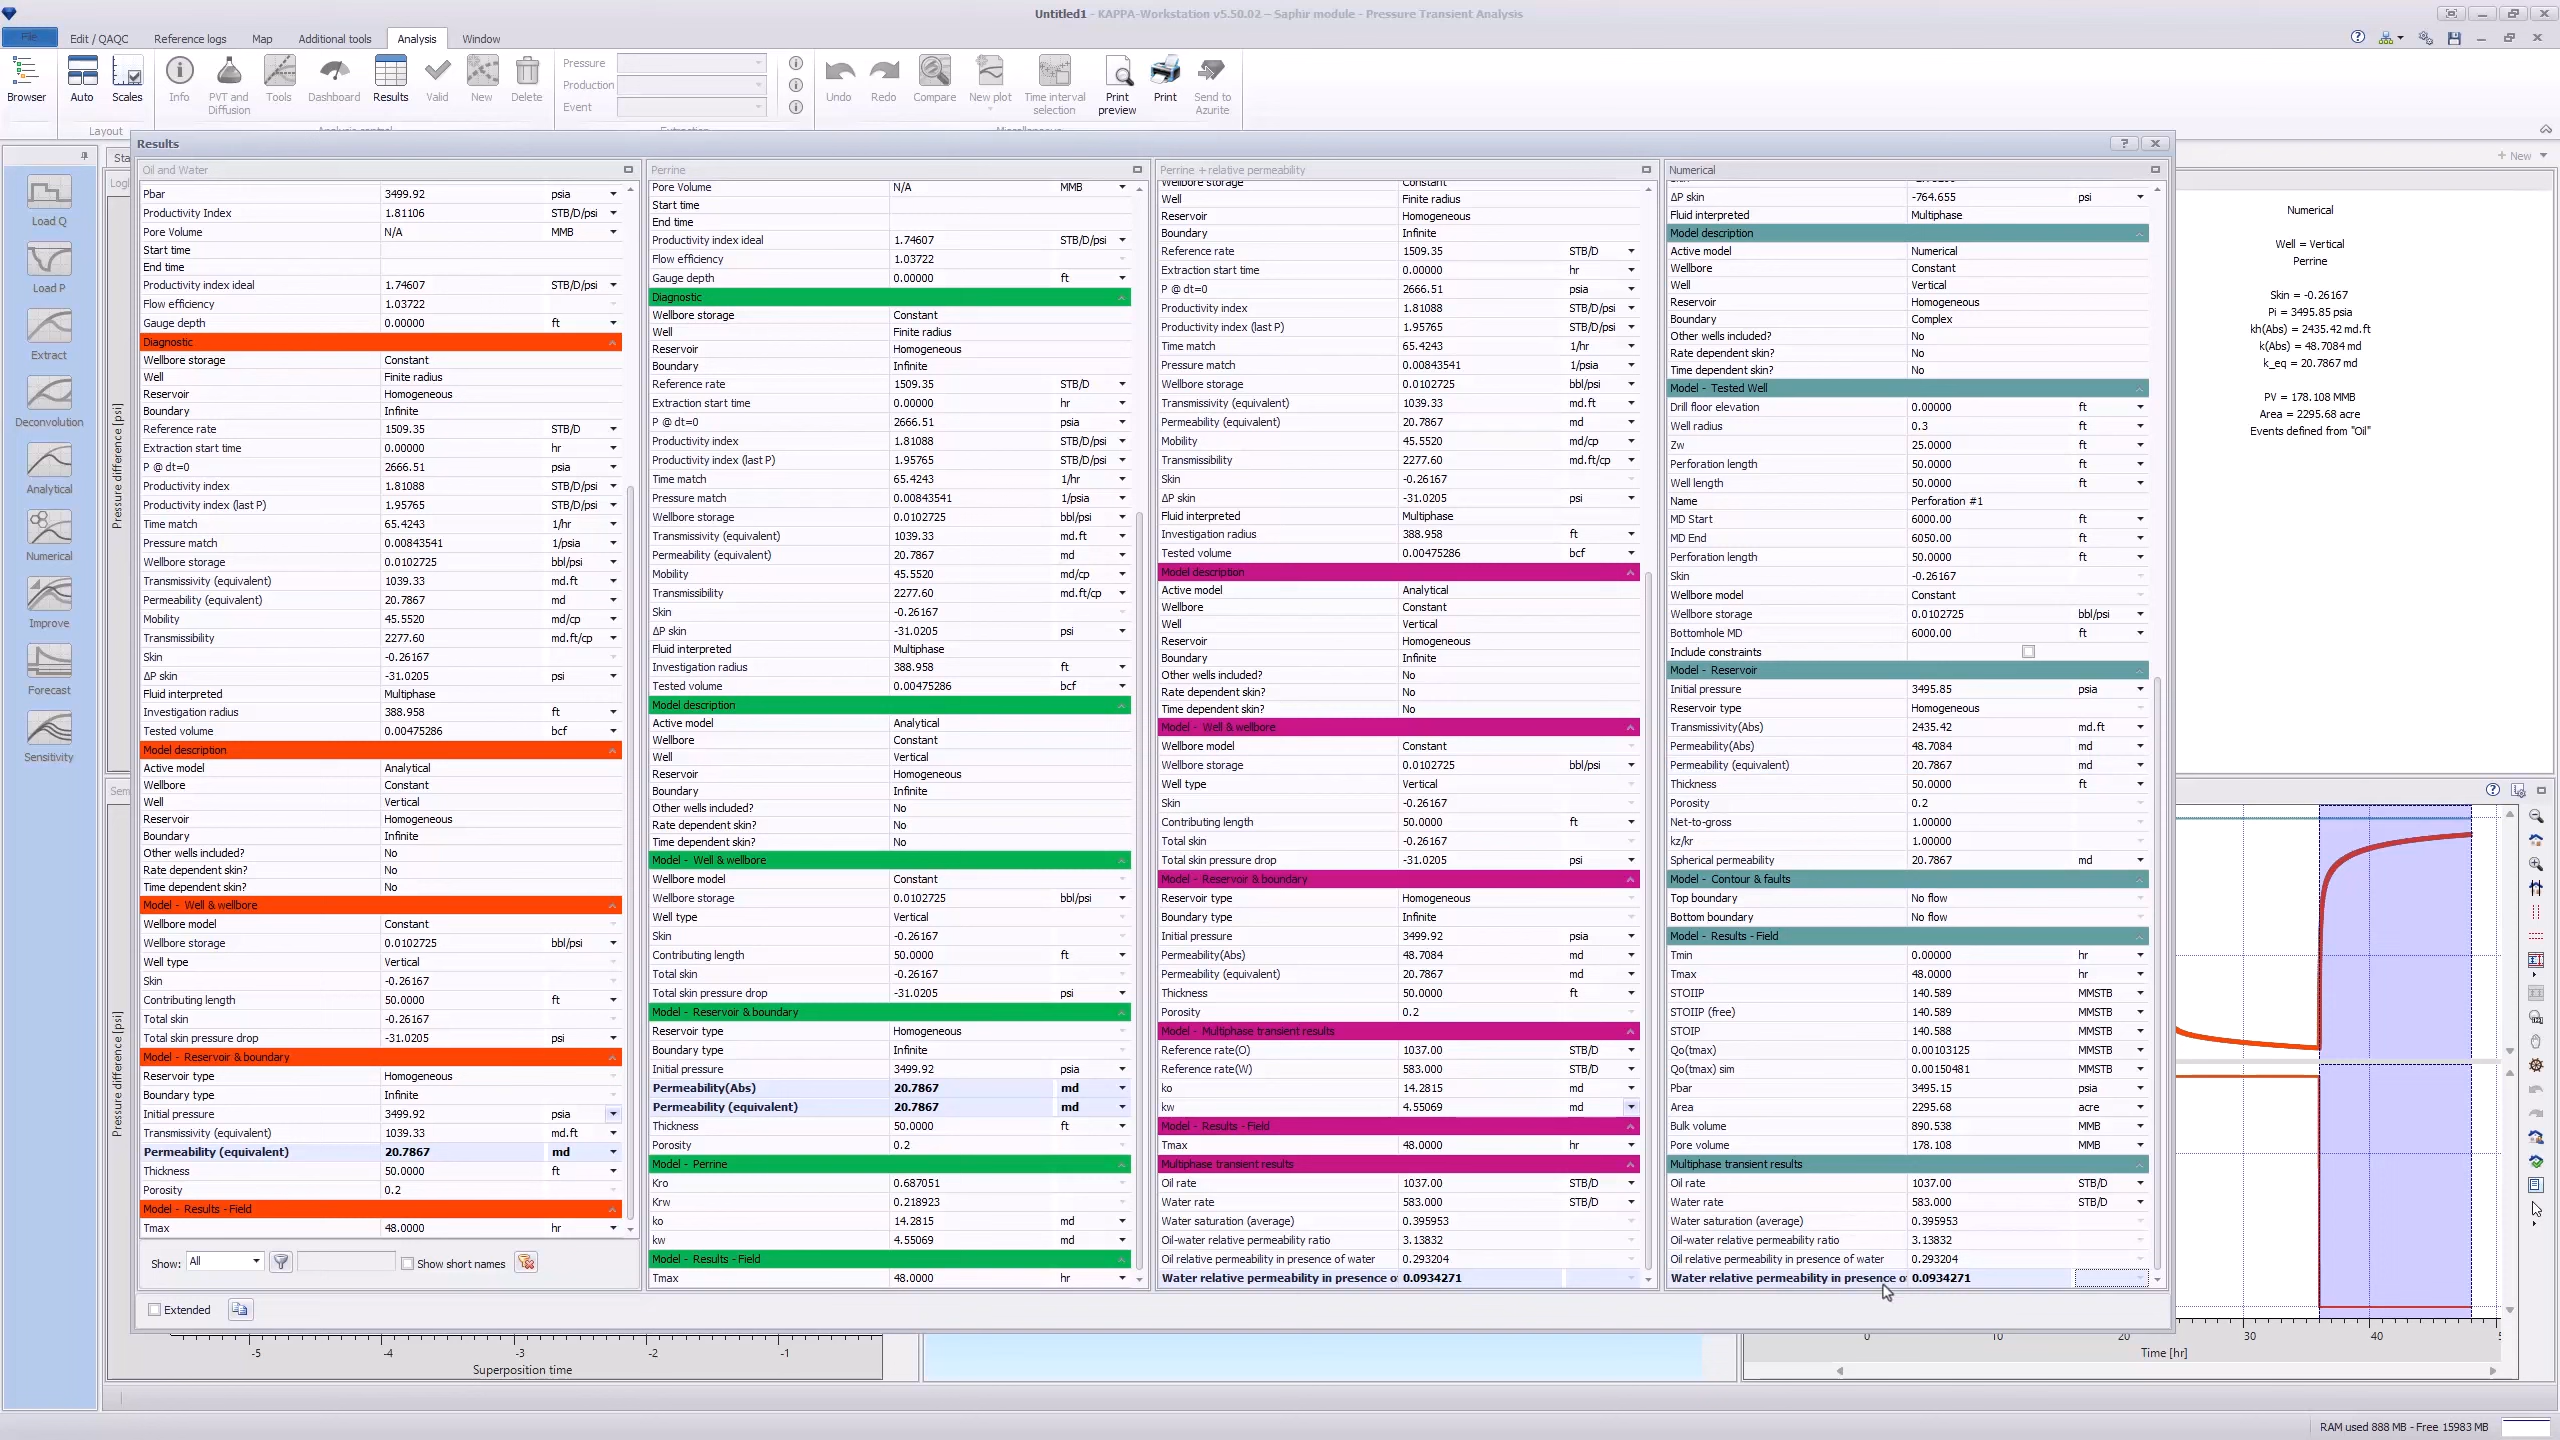 Untitled1 - KAPPA-Workstation v5.50.02 – Saphir module - Pressure Transient Analysis
File Edit / QAQC Reference logs Map Additional tools Analysis Window
Pressure
Production
Event
Browser Auto Scales Info PVT and Diffusion Tools Dashboard Results Valid New Delete Undo Redo Compare New plot Time interval selection Print preview Print Send to Azurite
Layout
Results
+ New
Load Q
Load P
Extract
Deconvolution
Analytical
Numerical
Improve
Forecast
Sensitivity
Pressure difference [psi]
Pressure difference [psi]
Oil and Water
Pbar 3499.92 psia
Productivity Index 1.81106 STB/D/psi
Pore Volume N/A MMB
Start time
End time
Productivity index ideal 1.74607 STB/D/psi
Flow efficiency 1.03722
Gauge depth 0.00000 ft
Diagnostic
Wellbore storage Constant
Well Finite radius
Reservoir Homogeneous
Boundary Infinite
Reference rate 1509.35 STB/D
Extraction start time 0.00000 hr
P @ dt=0 2666.51 psia
Productivity index 1.81088 STB/D/psi
Productivity index (last P) 1.95765 STB/D/psi
Time match 65.4243 1/hr
Pressure match 0.00843541 1/psia
Wellbore storage 0.0102725 bbl/psi
Transmissivity (equivalent) 1039.33 md.ft
Permeability (equivalent) 20.7867 md
Mobility 45.5520 md/cp
Transmissibility 2277.60 md.ft/cp
Skin -0.26167
ΔP skin -31.0205 psi
Fluid interpreted Multiphase
Investigation radius 388.958 ft
Tested volume 0.00475286 bcf
Model description
Active model Analytical
Wellbore Constant
Well Vertical
Reservoir Homogeneous
Boundary Infinite
Other wells included? No
Rate dependent skin? No
Time dependent skin? No
Model - Well & wellbore
Wellbore model Constant
Wellbore storage 0.0102725 bbl/psi
Well type Vertical
Skin -0.26167
Contributing length 50.0000 ft
Total skin -0.26167
Total skin pressure drop -31.0205 psi
Model - Reservoir & boundary
Reservoir type Homogeneous
Boundary type Infinite
Initial pressure 3499.92 psia
Transmissivity (equivalent) 1039.33 md.ft
Permeability (equivalent) 20.7867 md
Thickness 50.0000 ft
Porosity 0.2
Model - Results - Field
Tmax 48.0000 hr
Show: All Show short names
Extended
Perrine
Pore Volume N/A MMB
Start time
End time
Productivity index ideal 1.74607 STB/D/psi
Flow efficiency 1.03722
Gauge depth 0.00000 ft
Diagnostic
Wellbore storage Constant
Well Finite radius
Reservoir Homogeneous
Boundary Infinite
Reference rate 1509.35 STB/D
Extraction start time 0.00000 hr
P @ dt=0 2666.51 psia
Productivity index 1.81088 STB/D/psi
Productivity index (last P) 1.95765 STB/D/psi
Time match 65.4243 1/hr
Pressure match 0.00843541 1/psia
Wellbore storage 0.0102725 bbl/psi
Transmissivity (equivalent) 1039.33 md.ft
Permeability (equivalent) 20.7867 md
Mobility 45.5520 md/cp
Transmissibility 2277.60 md.ft/cp
Skin -0.26167
ΔP skin -31.0205 psi
Fluid interpreted Multiphase
Investigation radius 388.958 ft
Tested volume 0.00475286 bcf
Model description
Active model Analytical
Wellbore Constant
Well Vertical
Reservoir Homogeneous
Boundary Infinite
Other wells included? No
Rate dependent skin? No
Time dependent skin? No
Model - Well & wellbore
Wellbore model Constant
Wellbore storage 0.0102725 bbl/psi
Well type Vertical
Skin -0.26167
Contributing length 50.0000 ft
Total skin -0.26167
Total skin pressure drop -31.0205 psi
Model - Reservoir & boundary
Reservoir type Homogeneous
Boundary type Infinite
Initial pressure 3499.92 psia
Permeability(Abs) 20.7867 md
Permeability (equivalent) 20.7867 md
Thickness 50.0000 ft
Porosity 0.2
Model - Perrine
Kro 0.687051
Krw 0.218923
ko 14.2815 md
kw 4.55069 md
Model - Results - Field
Tmax 48.0000 hr
Perrine + relative permeability
Wellbore storage Constant
Well Finite radius
Reservoir Homogeneous
Boundary Infinite
Reference rate 1509.35 STB/D
Extraction start time 0.00000 hr
P @ dt=0 2666.51 psia
Productivity index 1.81088 STB/D/psi
Productivity index (last P) 1.95765 STB/D/psi
Time match 65.4243 1/hr
Pressure match 0.00843541 1/psia
Wellbore storage 0.0102725 bbl/psi
Transmissivity (equivalent) 1039.33 md.ft
Permeability (equivalent) 20.7867 md
Mobility 45.5520 md/cp
Transmissibility 2277.60 md.ft/cp
Skin -0.26167
ΔP skin -31.0205 psi
Fluid interpreted Multiphase
Investigation radius 388.958 ft
Tested volume 0.00475286 bcf
Model description
Active model Analytical
Wellbore Constant
Well Vertical
Reservoir Homogeneous
Boundary Infinite
Other wells included? No
Rate dependent skin? No
Time dependent skin? No
Model - Well & wellbore
Wellbore model Constant
Wellbore storage 0.0102725 bbl/psi
Well type Vertical
Skin -0.26167
Contributing length 50.0000 ft
Total skin -0.26167
Total skin pressure drop -31.0205 psi
Model - Reservoir & boundary
Reservoir type Homogeneous
Boundary type Infinite
Initial pressure 3499.92 psia
Permeability(Abs) 48.7084 md
Permeability (equivalent) 20.7867 md
Thickness 50.0000 ft
Porosity 0.2
Model - Multiphase transient results
Reference rate(O) 1037.00 STB/D
Reference rate(W) 583.000 STB/D
ko 14.2815 md
kw 4.55069 md
Model - Results - Field
Tmax 48.0000 hr
Multiphase transient results
Oil rate 1037.00 STB/D
Water rate 583.000 STB/D
Water saturation (average) 0.395953
Oil-water relative permeability ratio 3.13832
Oil relative permeability in presence of water 0.293204
Water relative permeability in presence o 0.0934271
Numerical
ΔP skin -764.655 psi
Fluid interpreted Multiphase
Model description
Active model Numerical
Wellbore Constant
Well Vertical
Reservoir Homogeneous
Boundary Complex
Other wells included? No
Rate dependent skin? No
Time dependent skin? No
Model - Tested Well
Drill floor elevation 0.00000 ft
Well radius 0.3 ft
Zw 25.0000 ft
Perforation length 50.0000 ft
Well length 50.0000 ft
Name Perforation #1
MD Start 6000.00 ft
MD End 6050.00 ft
Perforation length 50.0000 ft
Skin -0.26167
Wellbore model Constant
Wellbore storage 0.0102725 bbl/psi
Bottomhole MD 6000.00 ft
Include constraints
Model - Reservoir
Initial pressure 3495.85 psia
Reservoir type Homogeneous
Transmissivity(Abs) 2435.42 md.ft
Permeability(Abs) 48.7084 md
Permeability (equivalent) 20.7867 md
Thickness 50.0000 ft
Porosity 0.2
Net-to-gross 1.00000
kz/kr 1.00000
Spherical permeability 20.7867 md
Model - Contour & faults
Top boundary No flow
Bottom boundary No flow
Model - Results - Field
Tmin 0.00000 hr
Tmax 48.0000 hr
STOIIP 140.589 MMSTB
STOIIP (free) 140.589 MMSTB
STOIP 140.588 MMSTB
Qo(tmax) 0.00103125 MMSTB
Qo(tmax) sim 0.00150481 MMSTB
Pbar 3495.15 psia
Area 2295.68 acre
Bulk volume 890.538 MMB
Pore volume 178.108 MMB
Multiphase transient results
Oil rate 1037.00 STB/D
Water rate 583.000 STB/D
Water saturation (average) 0.395953
Oil-water relative permeability ratio 3.13832
Oil relative permeability in presence of water 0.293204
Water relative permeability in presence o 0.0934271
Numerical
Well = Vertical
Perrine
Skin = -0.26167
Pi = 3495.85 psia
kh(Abs) = 2435.42 md.ft
k(Abs) = 48.7084 md
k_eq = 20.7867 md
PV = 178.108 MMB
Area = 2295.68 acre
Events defined from "Oil"
-5 -4 -3 -2 -1
Superposition time
0 10 20 30 40
Time [hr]
RAM used 888 MB - Free 15983 MB